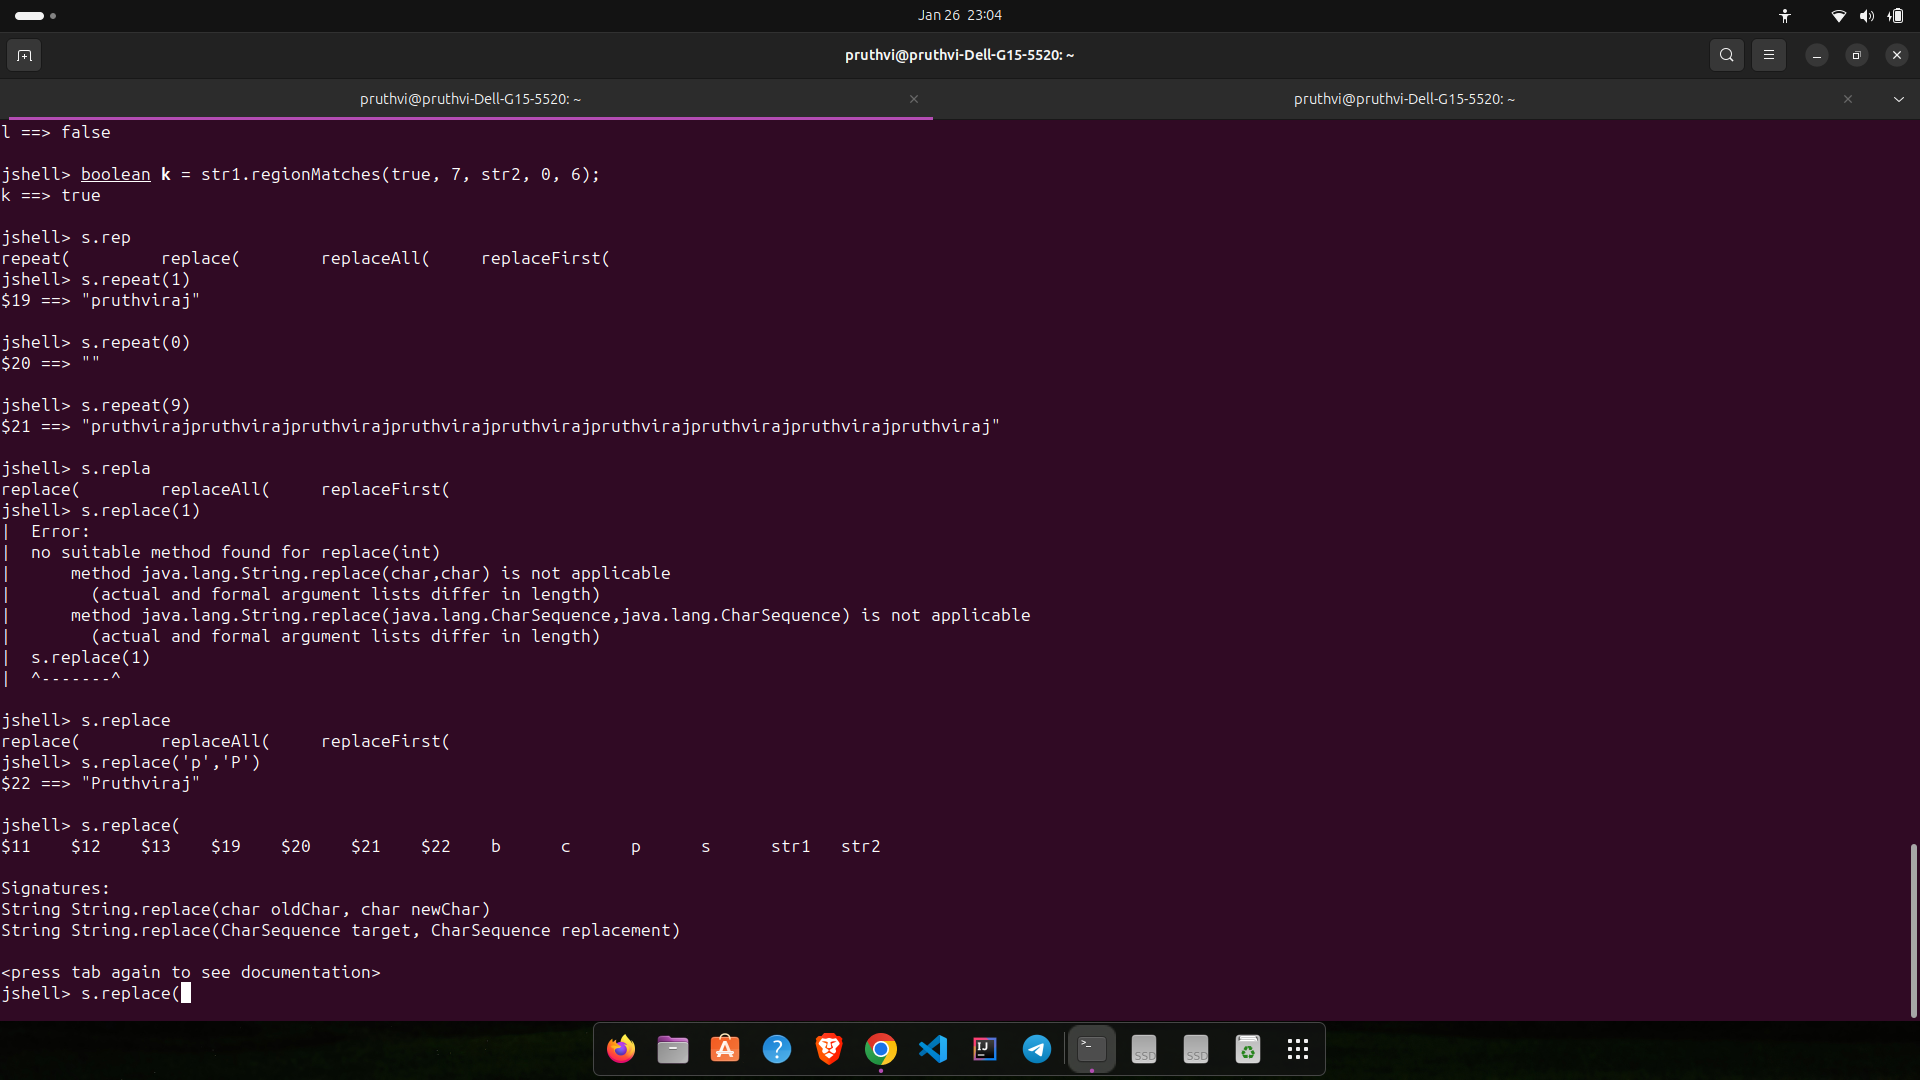 Jan 26 23:04
pruthvi@pruthvi-Dell-G15-5520: ~
pruthvi@pruthvi-Dell-G15-5520: ~
pruthvi@pruthvi-Dell-G15-5520: ~
l ==> false
jshell> boolean k = str1.regionMatches(true, 7, str2, 0, 6);
k ==> true
jshell> s.rep
repeat( replace( replaceAll( replaceFirst(
jshell> s.repeat(1)
$19 ==> "pruthviraj"
jshell> s.repeat(0)
$20 ==> ""
jshell> s.repeat(9)
$21 ==> "pruthvirajpruthvirajpruthvirajpruthvirajpruthvirajpruthvirajpruthvirajpruthvirajpruthviraj"
jshell> s.repla
replace( replaceAll( replaceFirst(
jshell> s.replace(1)
| Error:
| no suitable method found for replace(int)
| method java.lang.String.replace(char,char) is not applicable
| (actual and formal argument lists differ in length)
| method java.lang.String.replace(java.lang.CharSequence,java.lang.CharSequence) is not applicable
| (actual and formal argument lists differ in length)
| s.replace(1)
| ^-------^
jshell> s.replace
replace( replaceAll( replaceFirst(
jshell> s.replace('p','P')
$22 ==> "Pruthviraj"
jshell> s.replace(
$11 $12 $13 $19 $20 $21 $22 b c p s str1 str2
Signatures:
String String.replace(char oldChar, char newChar)
String String.replace(CharSequence target, CharSequence replacement)
<press tab again to see documentation>
jshell> s.replace(
IJ
>_
SSD
SSD